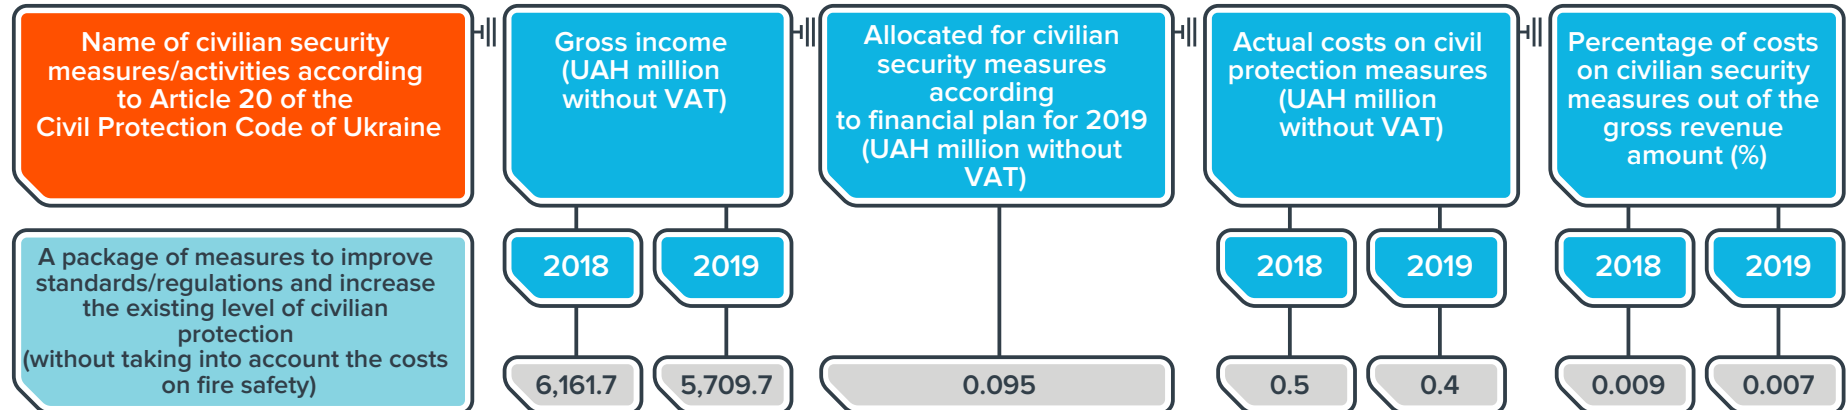 Name of civilian security
measures/activities according
to Article 20 of the
Civil Protection Code of Ukraine
Gross income
(UAH million
without VAT)
Allocated for civilian
security measures
according
to financial plan for 2019
(UAH million without
VAT)
Actual costs on civil
protection measures
(UAH million
without VAT)
Percentage of costs
on civilian security
measures out of the
gross revenue
amount (%)
2018
2019
2018
2019
2018
2019
A package of measures to improve
standards/regulations and increase
the existing level of civilian
protection
(without taking into account the costs
on fire safety)
6,161.7
5,709.7
0.095
0.5
0.4
0.009
0.007